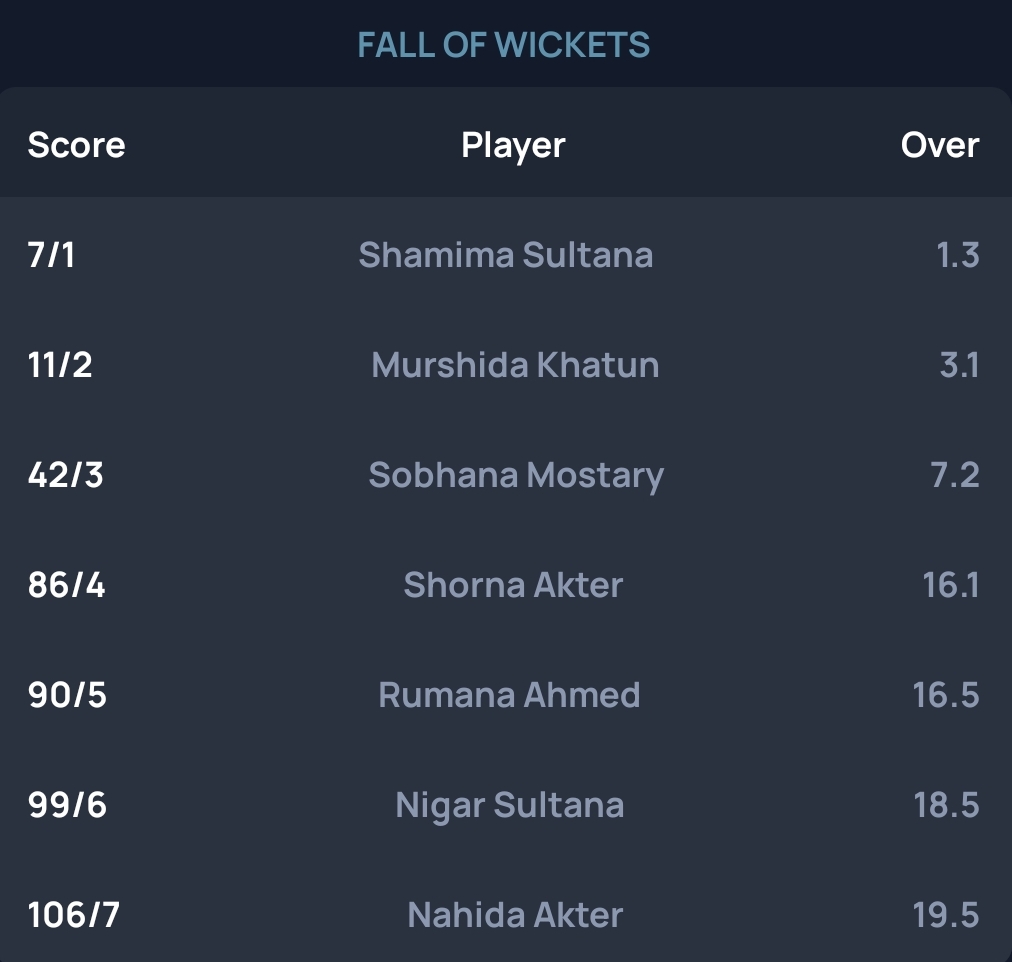 FALL OF WICKETS
Score Player Over
7/1 Shamima Sultana 1.3
11/2 Murshida Khatun 3.1
42/3 Sobhana Mostary 7.2
86/4 Shorna Akter 16.1
90/5 Rumana Ahmed 16.5
99/6 Nigar Sultana 18.5
106/7 Nahida Akter 19.5